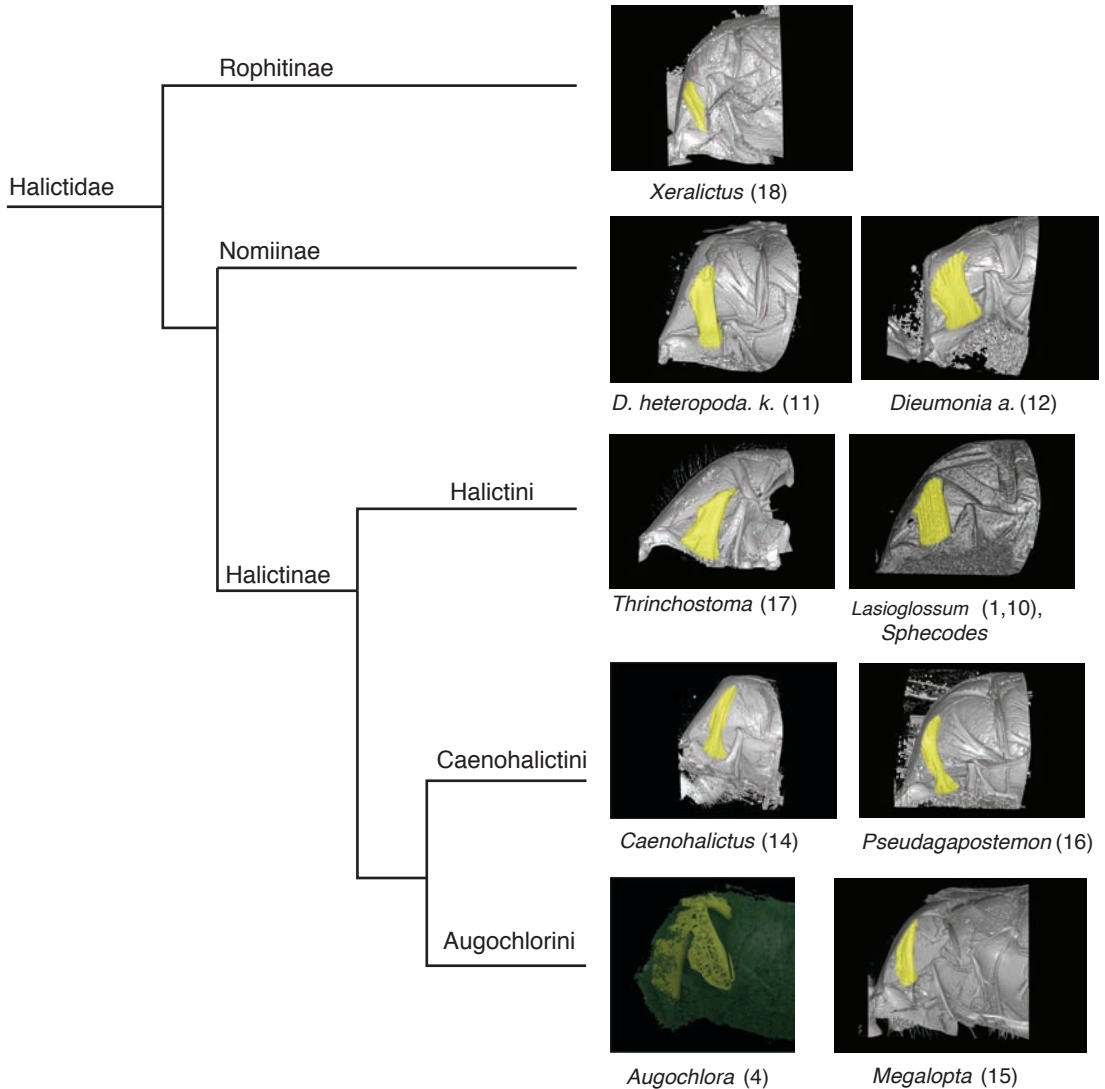 Rophitinae
Halictidae
Xeralictus (18)
Nomiinae
D. heteropoda. k. (11)
Dieumonia a. (12)
Halictini
Halictinae
Thrinchostoma (17)
Lasioglossum (1,10),
Sphecodes
Caenohalictini
Caenohalictus (14)
Pseudagapostemon (16)
Augochlorini
Augochlora (4)
Megalopta (15)